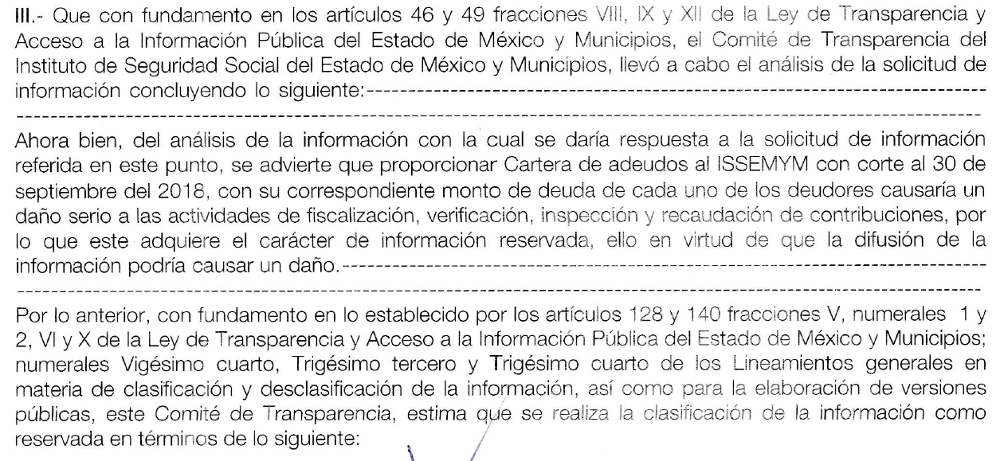 III.- Que con fundamento en los artículos 46 y 49 fracciones VIII, IX y XII de la Ley de Transparencia y
Acceso a la Información Pública del Estado de México y Municipios, el Comité de Transparencia del
Instituto de Seguridad Social del Estado de México y Municipios, llevó a cabo el análisis de la solicitud de
información concluyendo lo siguiente:--------------------------------------------------------------------------------
------------------------------------------------------------------------------------------------------------------------
Ahora bien, del análisis de la información con la cual se daría respuesta a la solicitud de información
referida en este punto, se advierte que proporcionar Cartera de adeudos al ISSEMYM con corte al 30 de
septiembre del 2018, con su correspondiente monto de deuda de cada uno de los deudores causaría un
daño serio a las actividades de fiscalización, verificación, inspección y recaudación de contribuciones, por
lo que este adquiere el carácter de información reservada, ello en virtud de que la difusión de la
información podría causar un daño.--------------------------------------------------------------------------------
------------------------------------------------------------------------------------------------------------------------
Por lo anterior, con fundamento en lo establecido por los artículos 128 y 140 fracciones V, numerales 1 y
2, VI y X de la Ley de Transparencia y Acceso a la Información Pública del Estado de México y Municipios;
numerales Vigésimo cuarto, Trigésimo tercero y Trigésimo cuarto de los Lineamientos generales en
materia de clasificación y desclasificación de la información, así como para la elaboración de versiones
públicas, este Comité de Transparencia, estima que se realiza la clasificación de la información como
reservada en términos de lo siguiente: